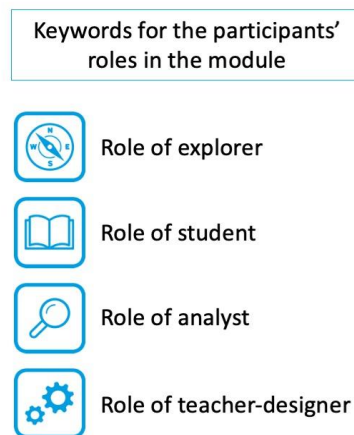 Keywords for the participants'
roles in the module
N
W E
S
Role of explorer
Role of student
Role of analyst
Role of teacher-designer